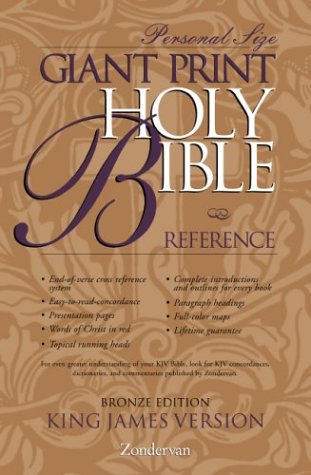 Personal Size
GIANT PRINT
HOLY
BIBLE
REFERENCE
• End-of-verse cross reference
system
• Easy-to-read-concordance
• Presentation pages
• Words of Christ in red
• Topical running heads
• Complete introductions
and outlines for every book
• Paragraph headings
• Full-color maps
• Lifetime guarantee
For even greater understanding of your KJV Bible, look for KJV concordances,
dictionaries, and commentaries published by Zondervan.
BRONZE EDITION
KING JAMES VERSION
Zondervan